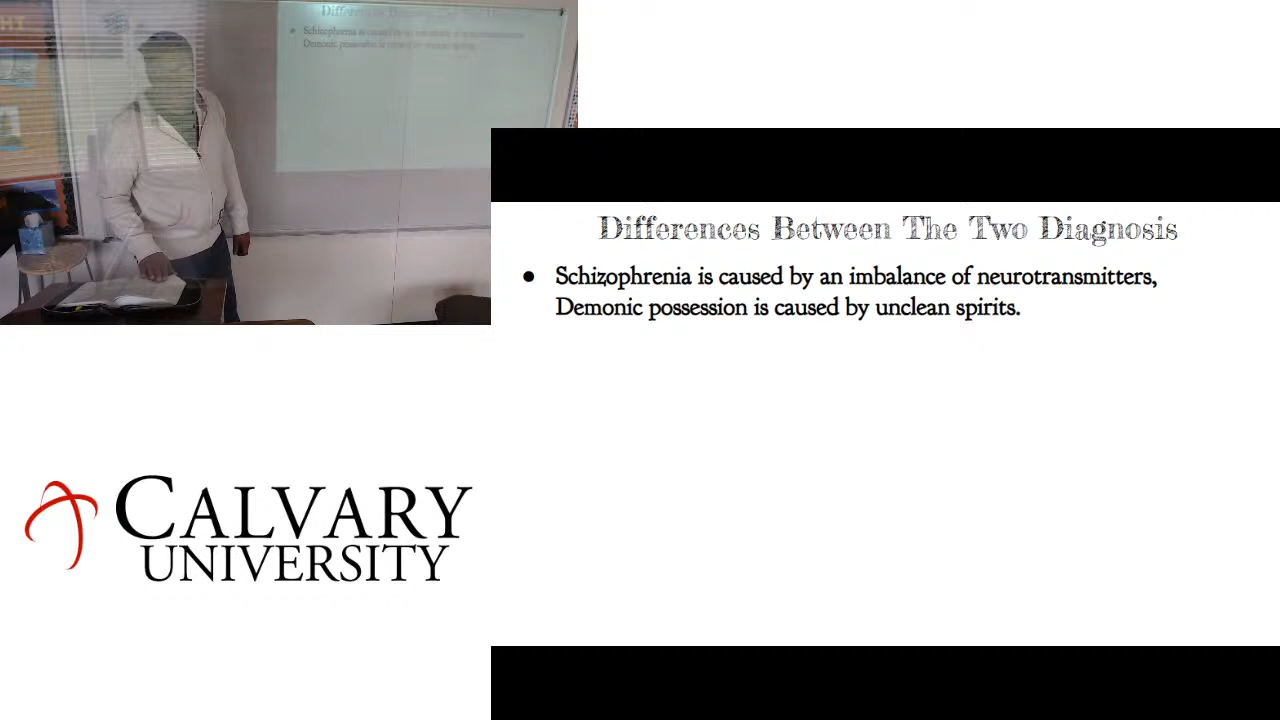 HT
Differences Between The Two Diagnosis
● Schizophrenia is caused by an imbalance of neurotransmitters,
Demonic possession is caused by unclean spirits.
CALVARY
UNIVERSITY